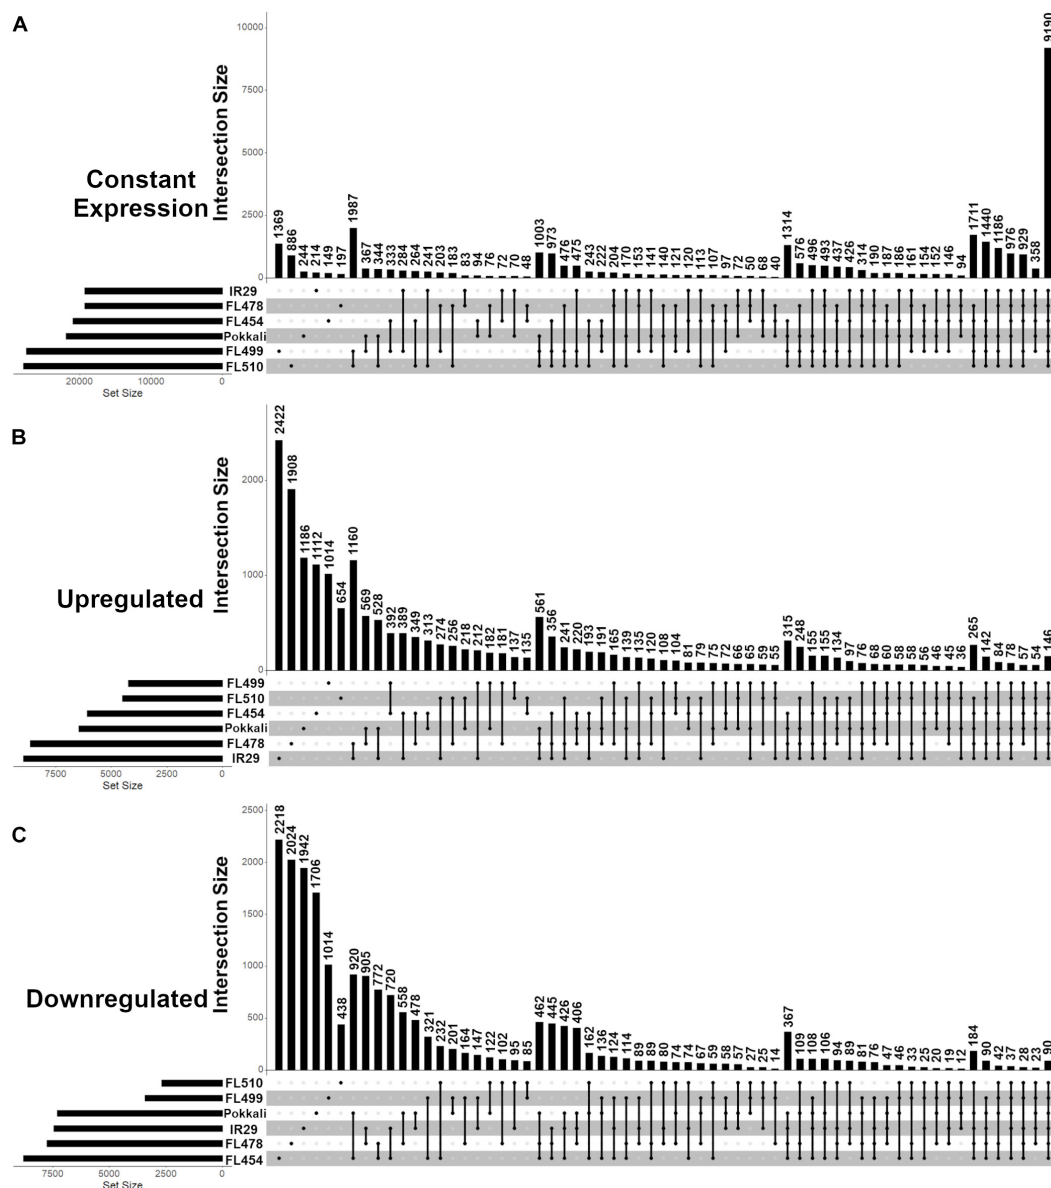 A
Constant
Expression
Intersection Size
10000
7500
5000
2500
0
1369 886 244 214 149 197 1987 367 344 333 284 264 241 203 183 83 94 76 72 70 48 1003 973 476 475 243 222 204 170 153 141 140 121 120 113 107 97 72 50 68 40 1314 576 496 493 437 426 314 190 187 186 161 154 152 146 94 1711 1440 1186 976 929 358 9190
IR29
FL478
FL454
Pokkali
FL499
FL510
20000 10000 0
Set Size
B
Upregulated
Intersection Size
2000
1000
0
2422 1908 1186 1112 1014 654 1160 569 528 392 389 349 313 274 256 218 212 182 181 137 135 561 356 241 220 193 191 165 139 135 120 108 104 81 79 75 72 66 65 59 55 315 248 155 155 134 97 76 68 60 58 58 56 46 45 36 265 142 84 78 57 54 146
FL499
FL510
FL454
Pokkali
FL478
IR29
7500 5000 2500 0
Set Size
C
Downregulated
Intersection Size
2500
2000
1500
1000
500
0
2218 2024 1942 1706 1014 438 920 905 772 720 558 478 321 232 201 164 147 122 102 95 85 462 445 426 406 162 136 124 114 89 89 80 74 74 67 59 58 57 27 25 14 367 109 108 106 94 89 81 76 47 46 33 25 20 19 12 184 90 42 37 28 23 90
FL510
FL499
Pokkali
IR29
FL478
FL454
7500 5000 2500 0
Set Size